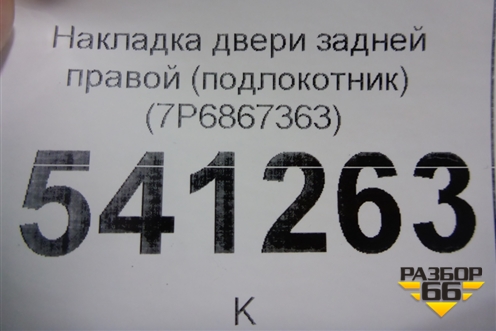 Накладка двери задней
правой (подлокотник)
(7P6867363)
541263
К
РАЗБОР
66